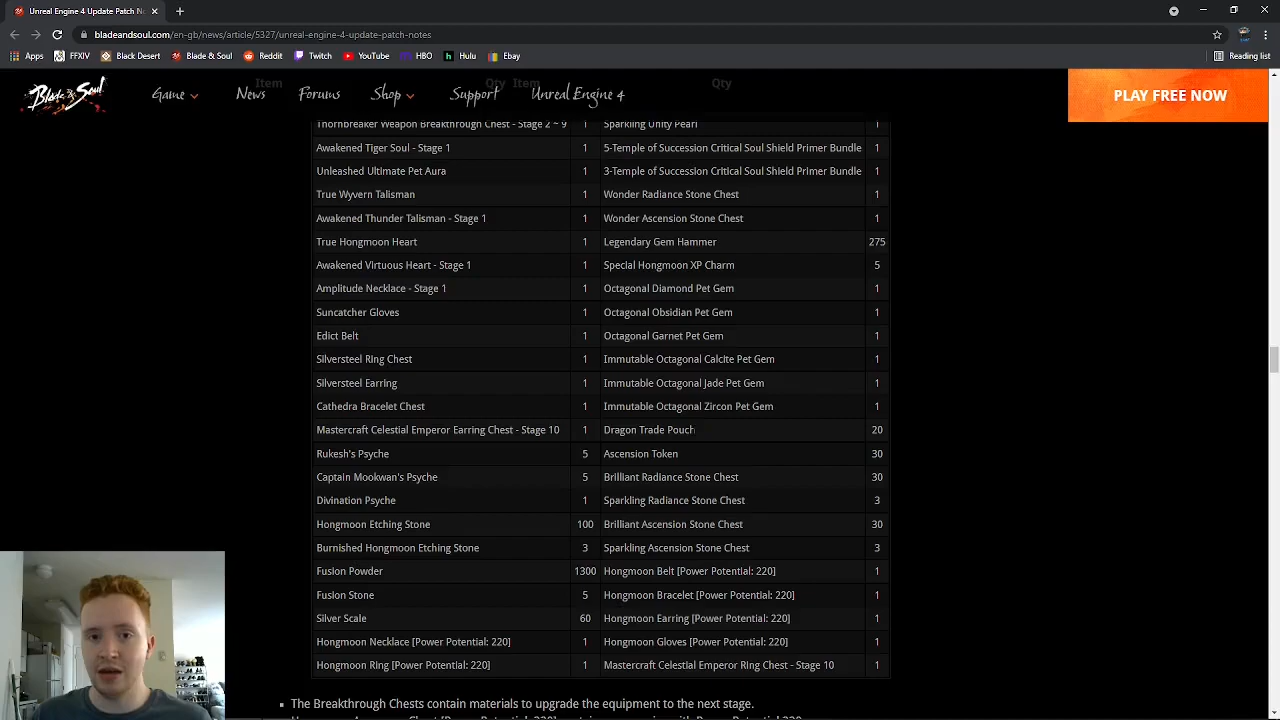 Unreal Engine 4 Update Patch No
bladeandsoul.com/en-gb/news/article/5327/unreal-engine-4-update-patch-notes
Apps FFXIV Black Desert Blade & Soul Reddit Twitch YouTube HBO Hulu Ebay Reading list
Item Qty Item Qty
Blade & Soul Game News Forums Shop Support Unreal Engine 4 PLAY FREE NOW
Thornbreaker Weapon Breakthrough Chest - Stage 2 ~ 9 1 Sparkling Unity Pearl 1
Awakened Tiger Soul - Stage 1 1 5-Temple of Succession Critical Soul Shield Primer Bundle 1
Unleashed Ultimate Pet Aura 1 3-Temple of Succession Critical Soul Shield Primer Bundle 1
True Wyvern Talisman 1 Wonder Radiance Stone Chest 1
Awakened Thunder Talisman - Stage 1 1 Wonder Ascension Stone Chest 1
True Hongmoon Heart 1 Legendary Gem Hammer 275
Awakened Virtuous Heart - Stage 1 1 Special Hongmoon XP Charm 5
Amplitude Necklace - Stage 1 1 Octagonal Diamond Pet Gem 1
Suncatcher Gloves 1 Octagonal Obsidian Pet Gem 1
Edict Belt 1 Octagonal Garnet Pet Gem 1
Silversteel Ring Chest 1 Immutable Octagonal Calcite Pet Gem 1
Silversteel Earring 1 Immutable Octagonal Jade Pet Gem 1
Cathedra Bracelet Chest 1 Immutable Octagonal Zircon Pet Gem 1
Mastercraft Celestial Emperor Earring Chest - Stage 10 1 Dragon Trade Pouch 20
Rukesh's Psyche 5 Ascension Token 30
Captain Mookwan's Psyche 5 Brilliant Radiance Stone Chest 30
Divination Psyche 1 Sparkling Radiance Stone Chest 3
Hongmoon Etching Stone 100 Brilliant Ascension Stone Chest 30
Burnished Hongmoon Etching Stone 3 Sparkling Ascension Stone Chest 3
Fusion Powder 1300 Hongmoon Belt [Power Potential: 220] 1
Fusion Stone 5 Hongmoon Bracelet [Power Potential: 220] 1
Silver Scale 60 Hongmoon Earring [Power Potential: 220] 1
Hongmoon Necklace [Power Potential: 220] 1 Hongmoon Gloves [Power Potential: 220] 1
Hongmoon Ring [Power Potential: 220] 1 Mastercraft Celestial Emperor Ring Chest - Stage 10 1
The Breakthrough Chests contain materials to upgrade the equipment to the next stage.